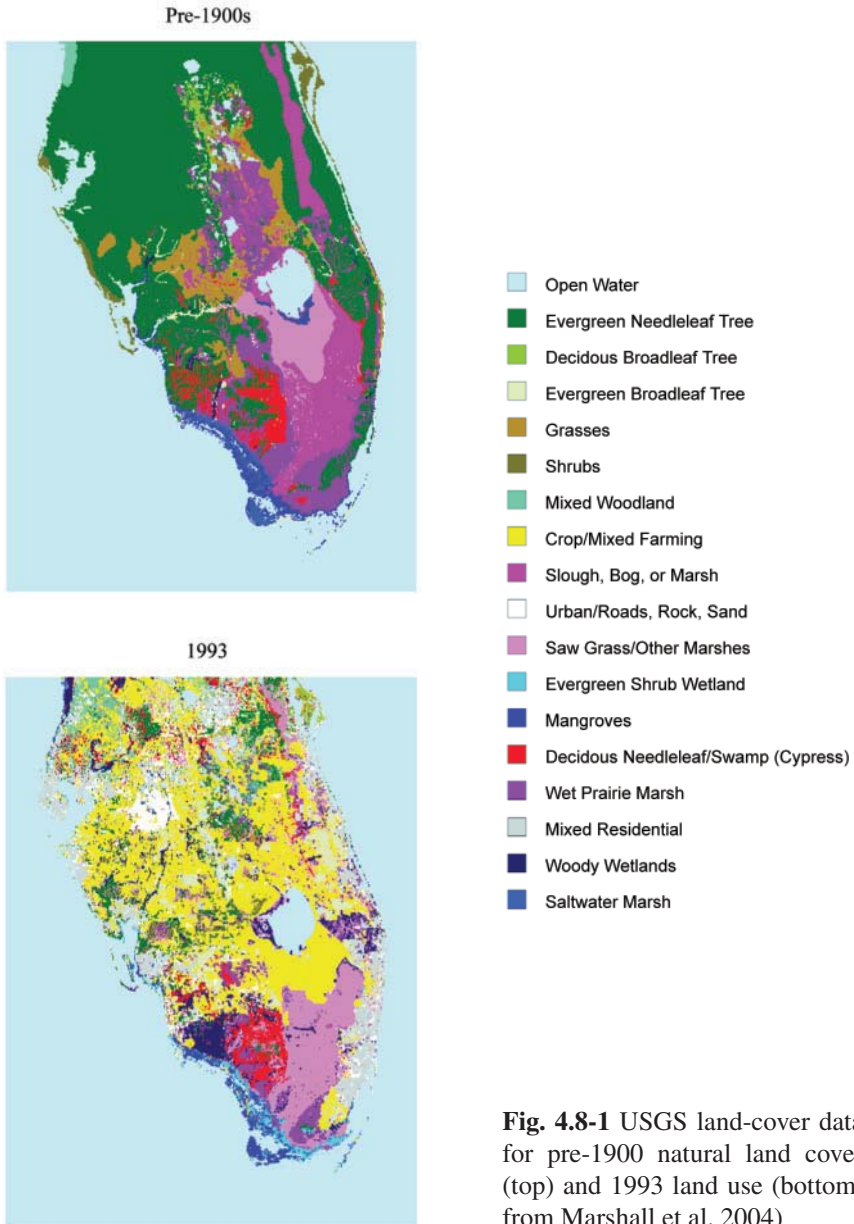 Pre-1900s
1993
Open Water
Evergreen Needleleaf Tree
Decidous Broadleaf Tree
Evergreen Broadleaf Tree
Grasses
Shrubs
Mixed Woodland
Crop/Mixed Farming
Slough, Bog, or Marsh
Urban/Roads, Rock, Sand
Saw Grass/Other Marshes
Evergreen Shrub Wetland
Mangroves
Decidous Needleleaf/Swamp (Cypress)
Wet Prairie Marsh
Mixed Residential
Woody Wetlands
Saltwater Marsh
Fig. 4.8-1 USGS land-cover data
for pre-1900 natural land cove
(top) and 1993 land use (bottom
from Marshall et al. 2004)